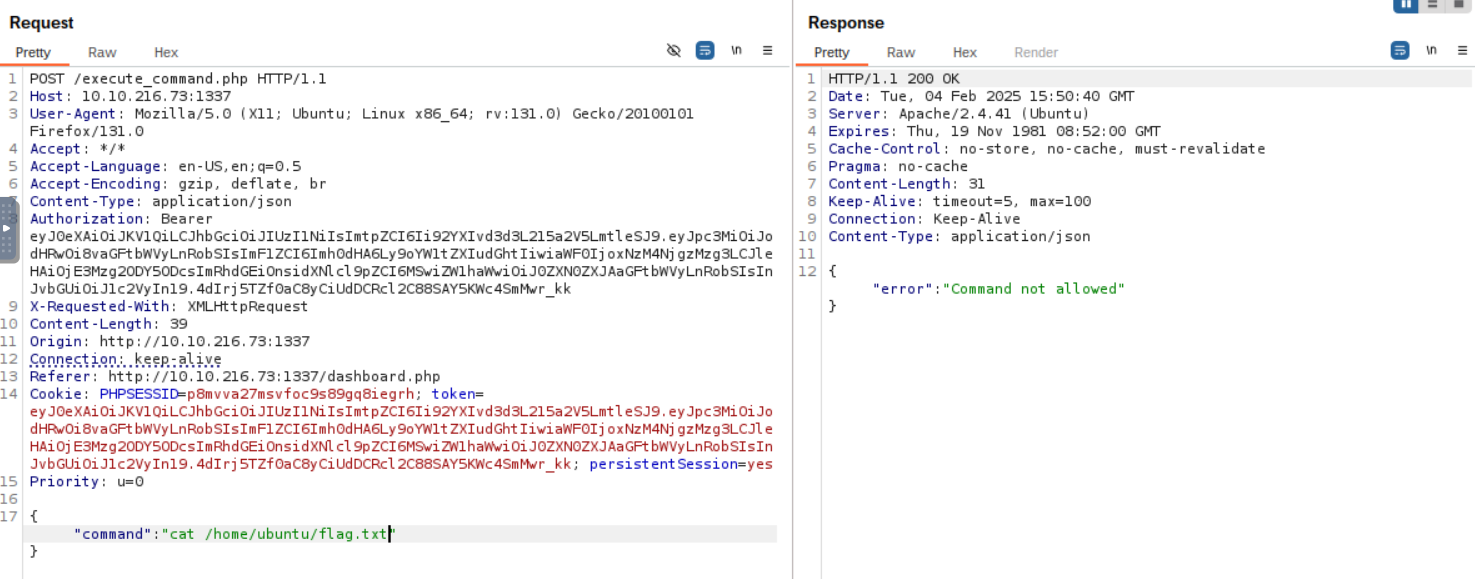 Request
Pretty Raw Hex \n
1 POST /execute_command.php HTTP/1.1
2 Host: 10.10.216.73:1337
3 User-Agent: Mozilla/5.0 (X11; Ubuntu; Linux x86_64; rv:131.0) Gecko/20100101
Firefox/131.0
4 Accept: */*
5 Accept-Language: en-US,en;q=0.5
6 Accept-Encoding: gzip, deflate, br
7 Content-Type: application/json
Authorization: Bearer
eyJ0eXAiOiJKV1QiLCJhbGciOiJIUzI1NiIsImtpZCI6Ii92YXIvd3d3L215a2V5LmtleSJ9.eyJpc3MiOiJo
dHRwOi8vaGFtbWVyLnRobSIsImF1ZCI6Imh0dHA6Ly9oYW1tZXIudGhtIiwiaWF0IjoxNzM4NjgzMzg3LCJle
HAiOjE3Mzg2ODY5ODcsImRhdGEiOnsidXNlcl9pZCI6MSwiZW1haWwiOiJ0ZXN0ZXJAaGFtbWVyLnRobSIsIn
JvbGUiOiJ1c2VyIn19.4dIrj5TZf0aC8yCiUdDCRcl2C88SAY5KWc4SmMwr_kk
9 X-Requested-With: XMLHttpRequest
10 Content-Length: 39
11 Origin: http://10.10.216.73:1337
12 Connection: keep-alive
13 Referer: http://10.10.216.73:1337/dashboard.php
14 Cookie: PHPSESSID=p8mvva27msvfoc9s89gq8iegrh; token=
eyJ0eXAiOiJKV1QiLCJhbGciOiJIUzI1NiIsImtpZCI6Ii92YXIvd3d3L215a2V5LmtleSJ9.eyJpc3MiOiJo
dHRwOi8vaGFtbWVyLnRobSIsImF1ZCI6Imh0dHA6Ly9oYW1tZXIudGhtIiwiaWF0IjoxNzM4NjgzMzg3LCJle
HAiOjE3Mzg2ODY5ODcsImRhdGEiOnsidXNlcl9pZCI6MSwiZW1haWwiOiJ0ZXN0ZXJAaGFtbWVyLnRobSIsIn
JvbGUiOiJ1c2VyIn19.4dIrj5TZf0aC8yCiUdDCRcl2C88SAY5KWc4SmMwr_kk; persistentSession=yes
15 Priority: u=0
16
17 {
"command":"cat /home/ubuntu/flag.txt"
}
Response
Pretty Raw Hex Render \n
1 HTTP/1.1 200 OK
2 Date: Tue, 04 Feb 2025 15:50:40 GMT
3 Server: Apache/2.4.41 (Ubuntu)
4 Expires: Thu, 19 Nov 1981 08:52:00 GMT
5 Cache-Control: no-store, no-cache, must-revalidate
6 Pragma: no-cache
7 Content-Length: 31
8 Keep-Alive: timeout=5, max=100
9 Connection: Keep-Alive
10 Content-Type: application/json
11
12 {
"error":"Command not allowed"
}